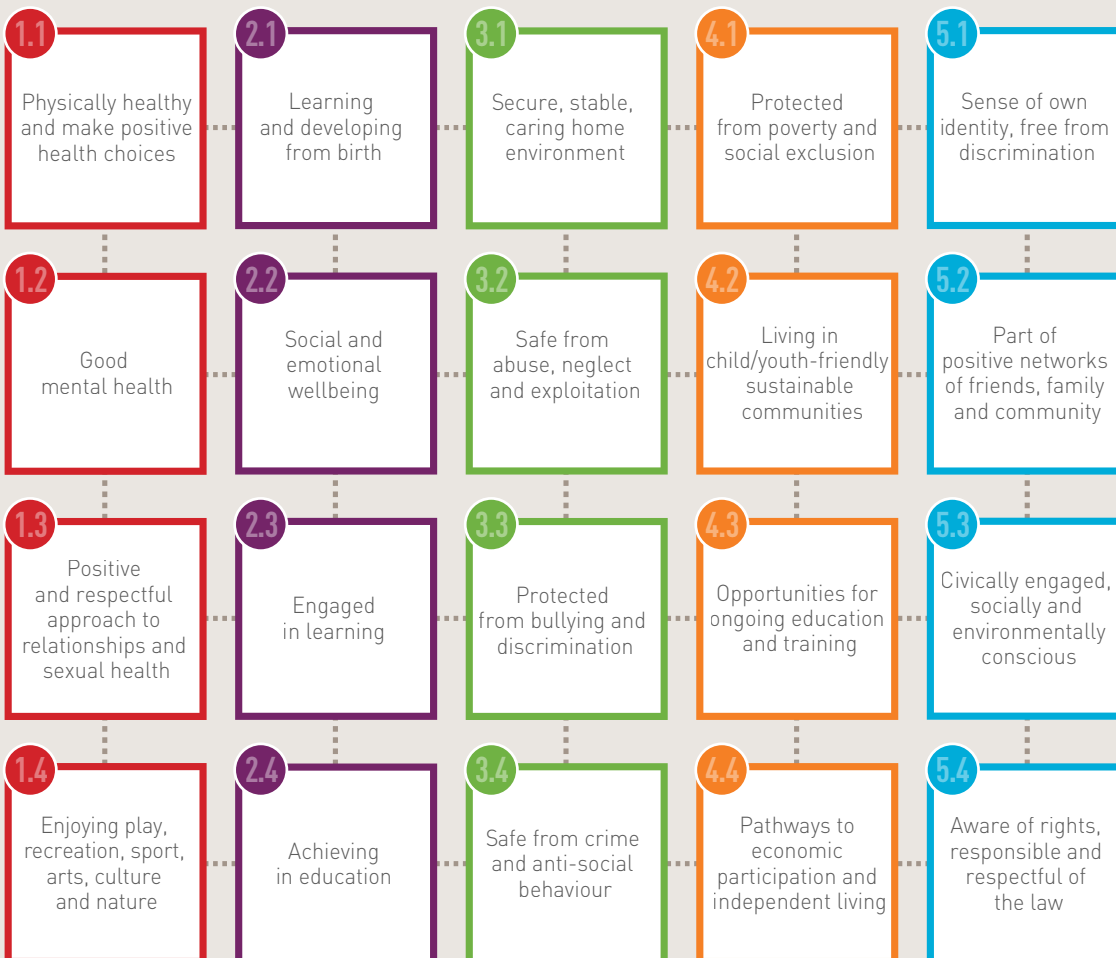 1.1
Physically healthy
and make positive
health choices
2.1
Learning
and developing
from birth
3.1
Secure, stable,
caring home
environment
4.1
Protected
from poverty and
social exclusion
5.1
Sense of own
identity, free from
discrimination
1.2
Good
mental health
2.2
Social and
emotional
wellbeing
3.2
Safe from
abuse, neglect
and exploitation
4.2
Living in
child/youth-friendly
sustainable
communities
5.2
Part of
positive networks
of friends, family
and community
1.3
Positive
and respectful
approach to
relationships and
sexual health
2.3
Engaged
in learning
3.3
Protected
from bullying and
discrimination
4.3
Opportunities for
ongoing education
and training
5.3
Civically engaged,
socially and
environmentally
conscious
1.4
Enjoying play,
recreation, sport,
arts, culture
and nature
2.4
Achieving
in education
3.4
Safe from crime
and anti-social
behaviour
4.4
Pathways to
economic
participation and
independent living
5.4
Aware of rights,
responsible and
respectful of
the law